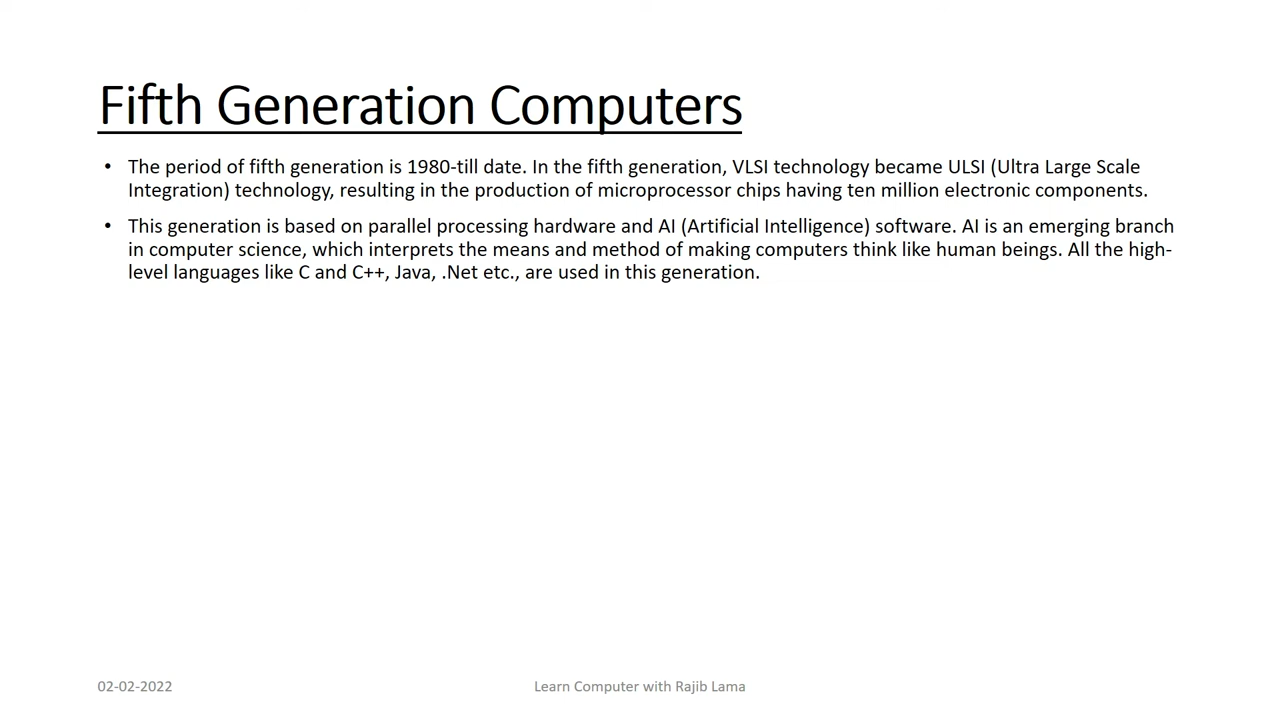 Fifth Generation Computers
• The period of fifth generation is 1980-till date. In the fifth generation, VLSI technology became ULSI (Ultra Large Scale
Integration) technology, resulting in the production of microprocessor chips having ten million electronic components.
• This generation is based on parallel processing hardware and AI (Artificial Intelligence) software. AI is an emerging branch
in computer science, which interprets the means and method of making computers think like human beings. All the high-
level languages like C and C++, Java, .Net etc., are used in this generation.
02-02-2022
Learn Computer with Rajib Lama